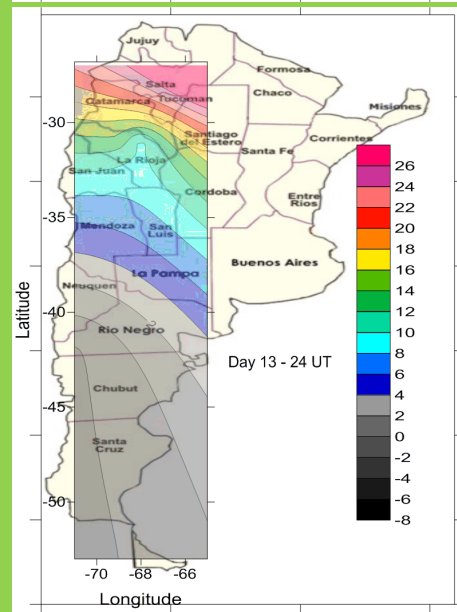 Jujuy
Formosa
Salta
Chaco
Catamarca
Tucuman
Misiones
-30
Santiago
del Estero
Corrientes
Santa Fe
La Rioja
San Juan
26
Cordoba
24
Entre
Rios
22
-35
20
Mendoza
San
Luis
18
Buenos Aires
16
La Pampa
14
Neuquen
12
-40
Rio Negro
10
Latitude
8
Day 13 - 24 UT
6
Chubut
4
-45
2
Santa
Cruz
0
-2
-4
-50
-6
-8
-70 -68 -66
Longitude